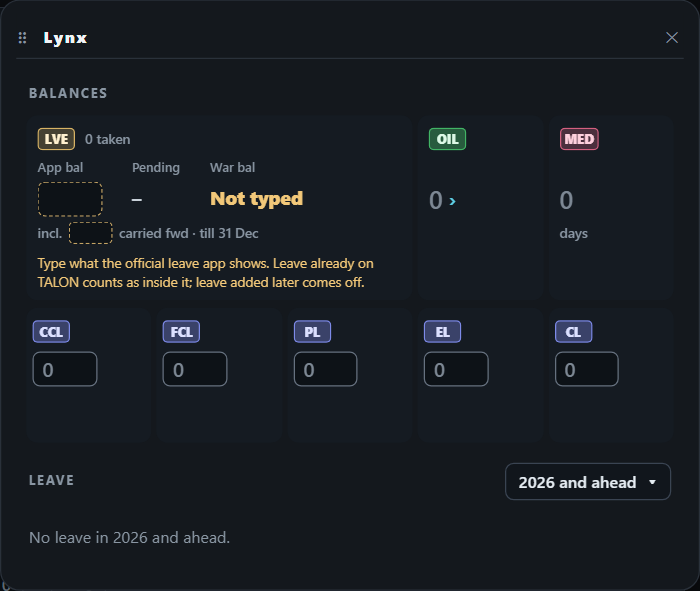 Lynx
BALANCES
LVE 0 taken
App bal Pending War bal
– Not typed
incl. carried fwd · till 31 Dec
Type what the official leave app shows. Leave already on
TALON counts as inside it; leave added later comes off.
OIL
0 ›
MED
0
days
CCL
0
FCL
0
PL
0
EL
0
CL
0
LEAVE
2026 and ahead
No leave in 2026 and ahead.